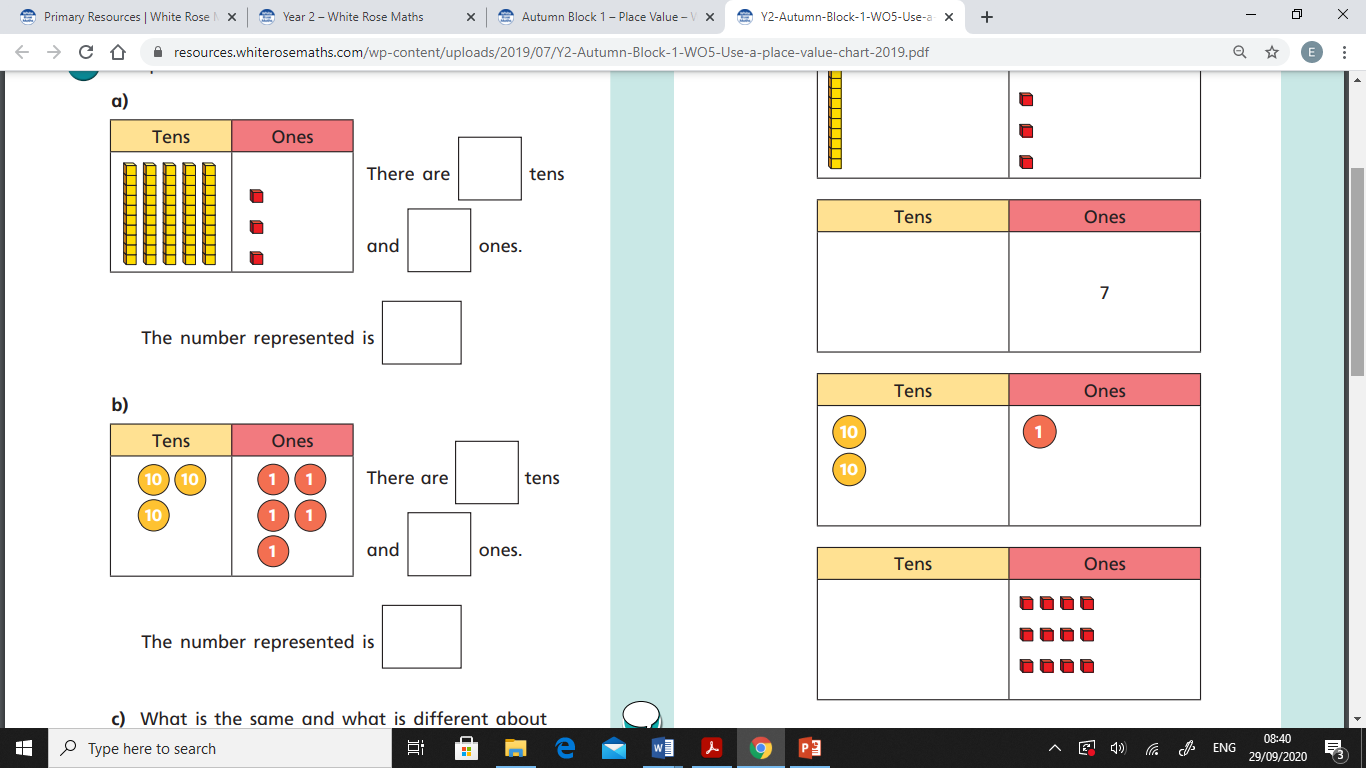 Primary Resources | White Rose M
Year 2 – White Rose Maths
Autumn Block 1 – Place Value – W
Y2-Autumn-Block-1-WO5-Use-a-
resources.whiterosemaths.com/wp-content/uploads/2019/07/Y2-Autumn-Block-1-WO5-Use-a-place-value-chart-2019.pdf
E
a)
Tens Ones
There are tens
and ones.
The number represented is
b)
Tens Ones
10 10 1 1
10 1 1
1
There are tens
and ones.
The number represented is
c) What is the same and what is different about
Tens Ones
7
Tens Ones
10 1
10
Tens Ones
Type here to search
ENG
08:40
29/09/2020
3